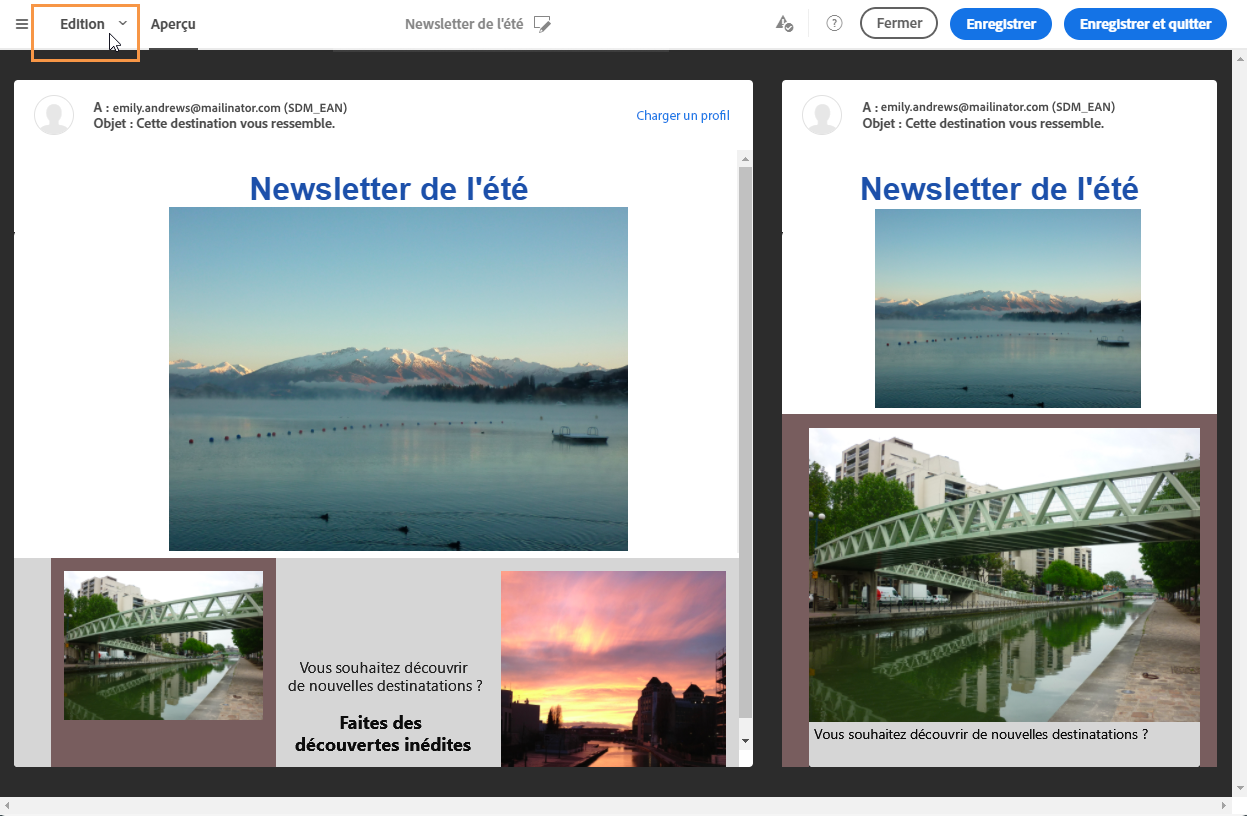 Edition Aperçu Newsletter de l'été Fermer Enregistrer Enregistrer et quitter
A : emily.andrews@mailinator.com (SDM_EAN)
Objet : Cette destination vous ressemble.
Charger un profil
Newsletter de l'été
Vous souhaitez découvrir
de nouvelles destinatations ?
Faites des
découvertes inédites
A : emily.andrews@mailinator.com (SDM_EAN)
Objet : Cette destination vous ressemble.
Newsletter de l'été
Vous souhaitez découvrir de nouvelles destinatations ?